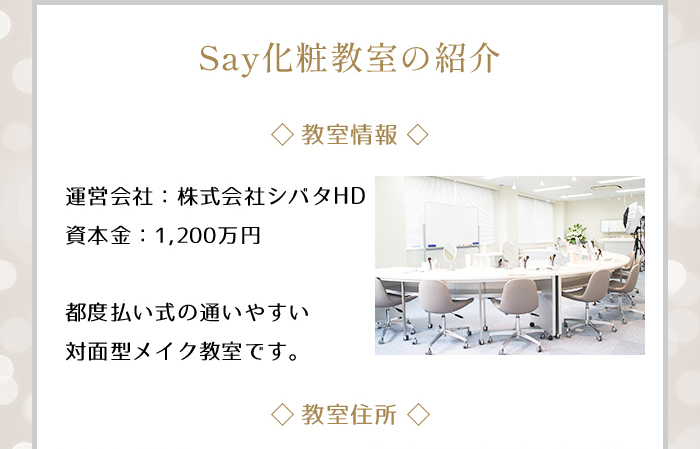 Say化粧教室の紹介
◇ 教室情報 ◇
運営会社：株式会社シバタHD
資本金：1,200万円
都度払い式の通いやすい
対面型メイク教室です。
◇ 教室住所 ◇